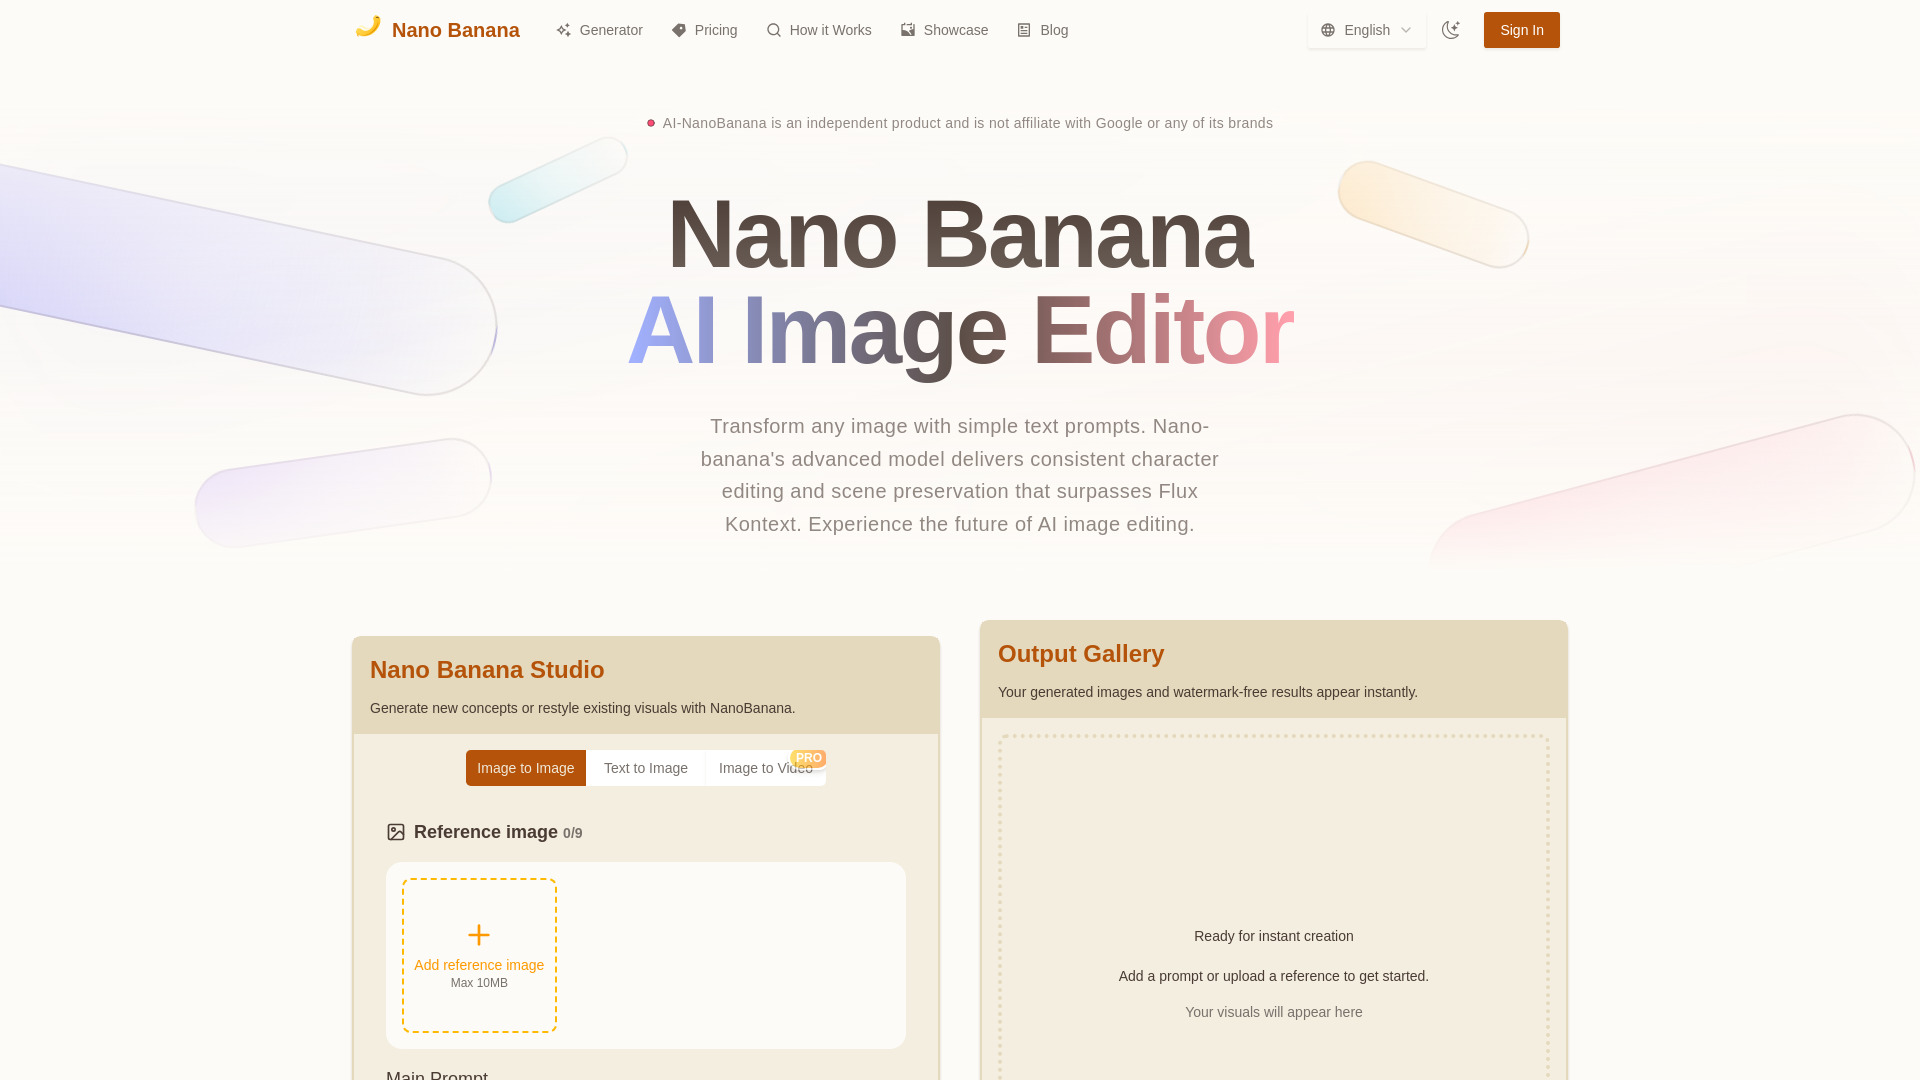 Nano Banana
Generator
Pricing
How it Works
Showcase
Blog
English
Sign In
AI-NanoBanana is an independent product and is not affiliate with Google or any of its brands
Nano Banana
AI Image Editor
Transform any image with simple text prompts. Nano-
banana's advanced model delivers consistent character
editing and scene preservation that surpasses Flux
Kontext. Experience the future of AI image editing.
Nano Banana Studio
Generate new concepts or restyle existing visuals with NanoBanana.
Image to Image
Text to Image
Image to Video
PRO
Reference image 0/9
Add reference image
Max 10MB
Main Prompt
Output Gallery
Your generated images and watermark-free results appear instantly.
Ready for instant creation
Add a prompt or upload a reference to get started.
Your visuals will appear here